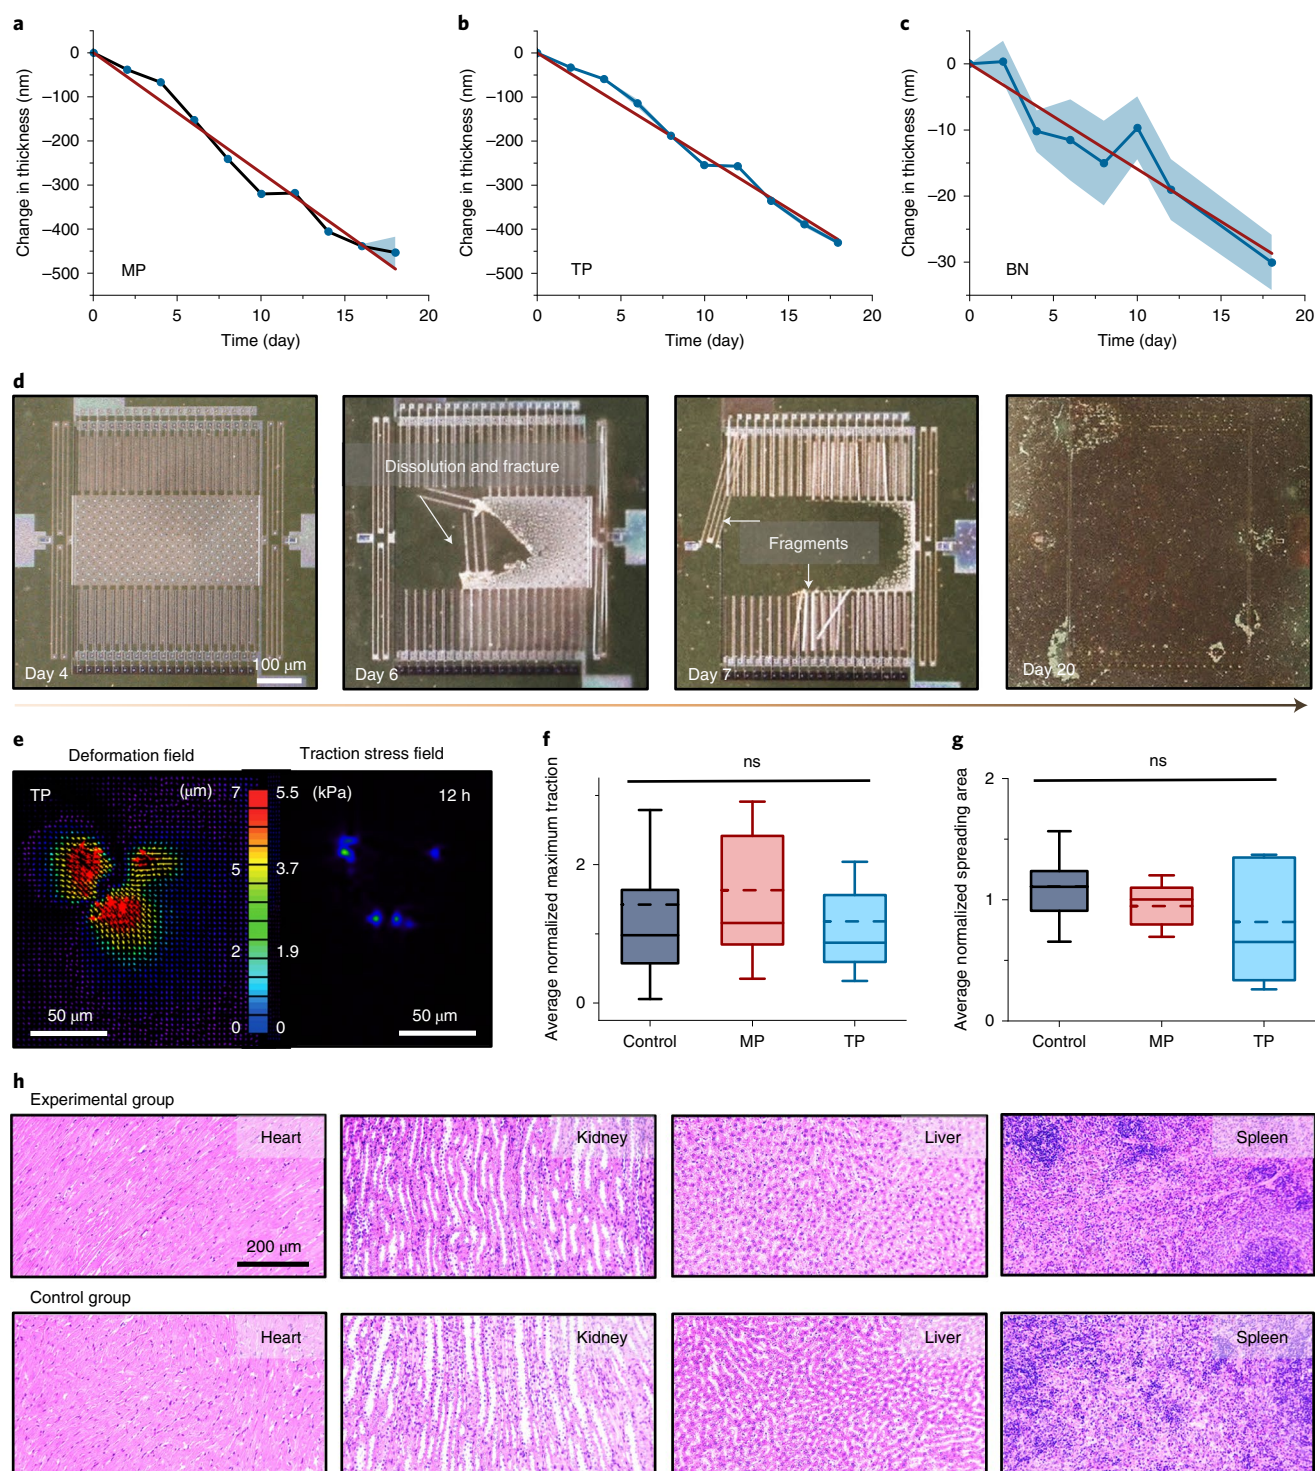 a
b
c
0
−100
−200
−300
−400
−500
Change in thickness (nm)
MP
0
5
10
15
20
Time (day)
0
−100
−200
−300
−400
−500
Change in thickness (nm)
TP
0
5
10
15
20
Time (day)
0
−10
−20
−30
Change in thickness (nm)
BN
0
5
10
15
20
Time (day)
d
Day 4
100 μm
Dissolution and fracture
Day 6
Fragments
Day 7
Day 20
e
Deformation field
Traction stress field
TP
(μm)
7
5
2
0
5.5
3.7
1.9
0
(kPa)
12 h
50 μm
50 μm
f
ns
Average normalized maximum traction
2
0
Control
MP
TP
g
ns
Average normalized spreading area
2
1
0
Control
MP
TP
h
Experimental group
Heart
200 μm
Kidney
Liver
Spleen
Control group
Heart
Kidney
Liver
Spleen